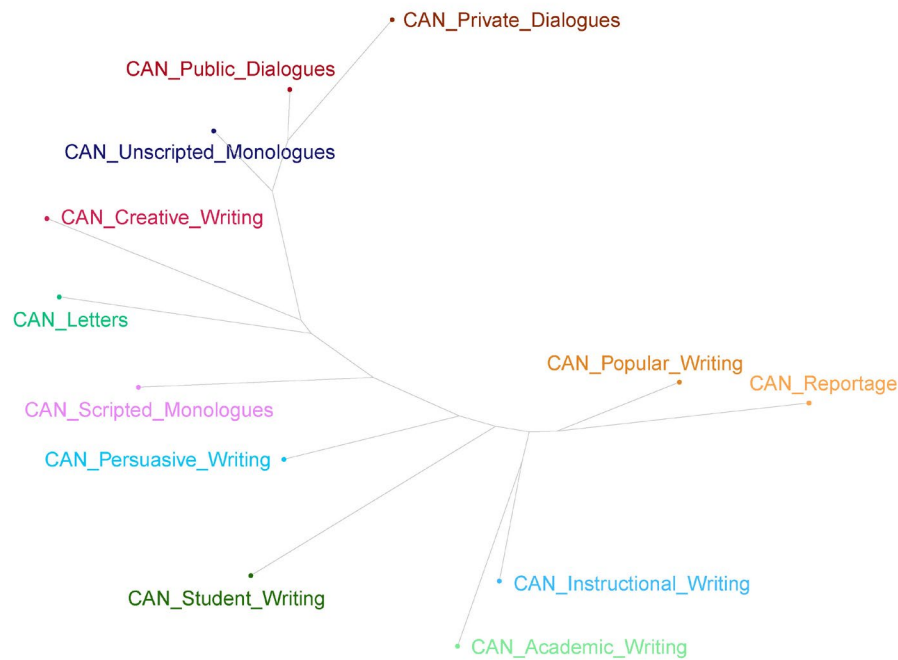 CAN_Private_Dialogues
CAN_Public_Dialogues
CAN_Unscripted_Monologues
CAN_Creative_Writing
CAN_Letters
CAN_Popular_Writing
CAN_Reportage
CAN_Scripted_Monologues
CAN_Persuasive_Writing
CAN_Instructional_Writing
CAN_Student_Writing
CAN_Academic_Writing